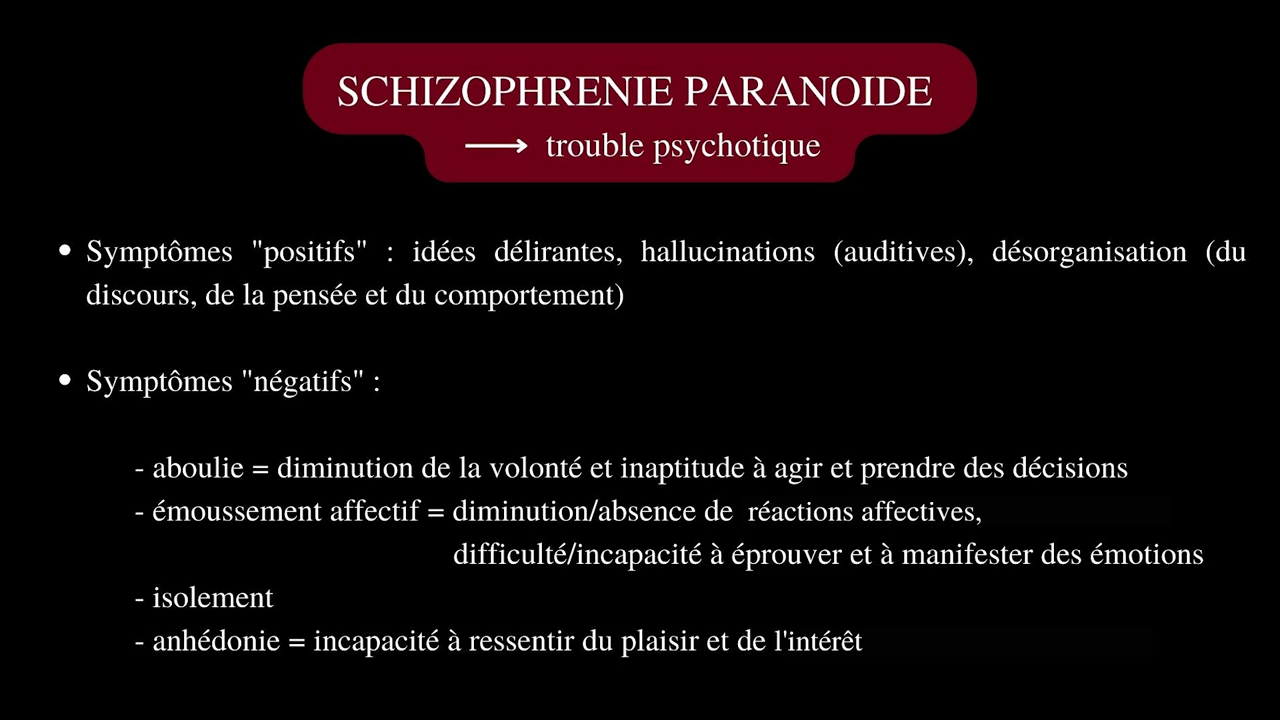 SCHIZOPHRENIE PARANOIDE
⟶ trouble psychotique
• Symptômes "positifs" : idées délirantes, hallucinations (auditives), désorganisation (du
discours, de la pensée et du comportement)
• Symptômes "négatifs" :
- aboulie = diminution de la volonté et inaptitude à agir et prendre des décisions
- émoussement affectif = diminution/absence de réactions affectives,
difficulté/incapacité à éprouver et à manifester des émotions
- isolement
- anhédonie = incapacité à ressentir du plaisir et de l'intérêt